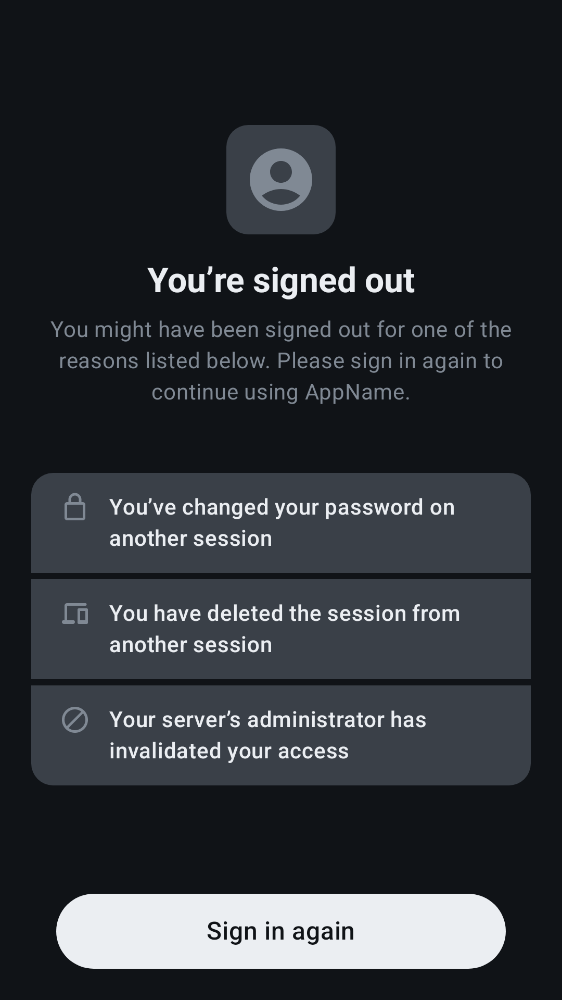 You’re signed out
You might have been signed out for one of the
reasons listed below. Please sign in again to
continue using AppName.
You’ve changed your password on
another session
You have deleted the session from
another session
Your server’s administrator has
invalidated your access
Sign in again